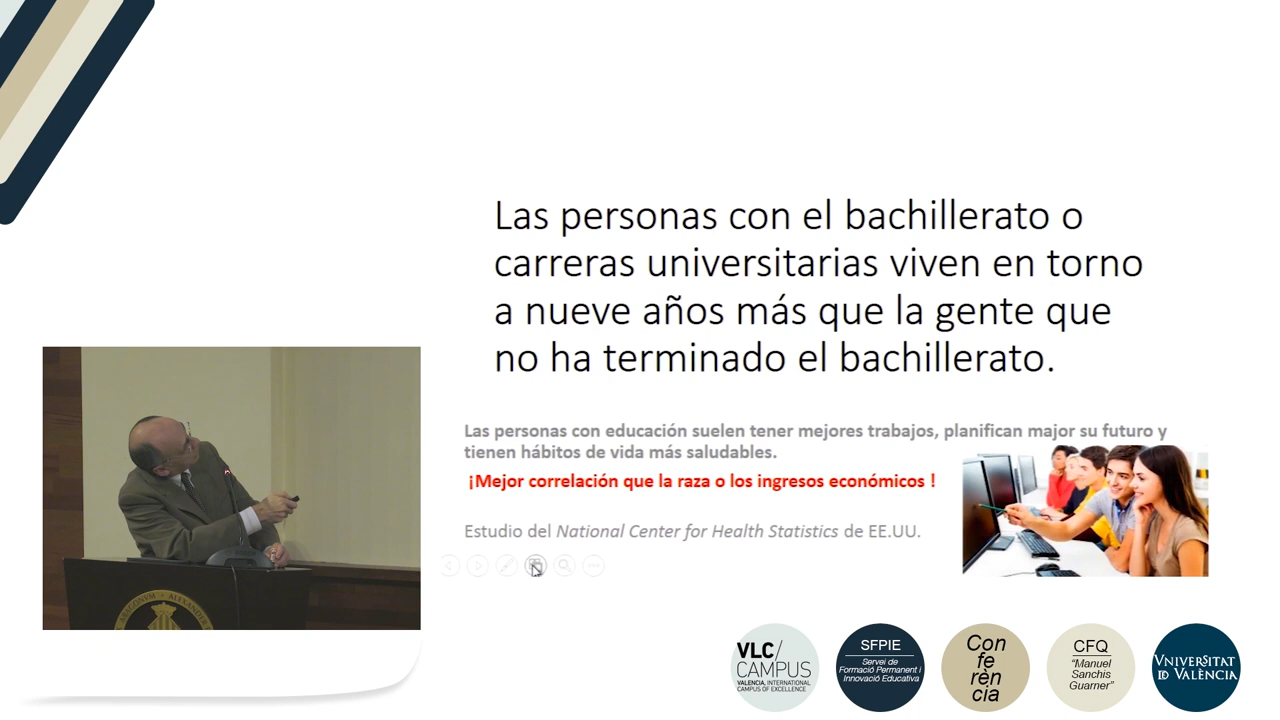 Las personas con el bachillerato o
carreras universitarias viven en torno
a nueve años más que la gente que
no ha terminado el bachillerato.
Las personas con educación suelen tener mejores trabajos, planifican major su futuro y
tienen hábitos de vida más saludables.
¡Mejor correlación que la raza o los ingresos económicos !
Estudio del National Center for Health Statistics de EE.UU.
ARAGONVM · ALEXANDER
VLC/
CAMPUS
VALENCIA, INTERNATIONAL
CAMPUS OF EXCELLENCE
SFPIE
Servei de
Formació Permanent i
Innovació Educativa
Con
fe
rèn
cia
CFQ
"Manuel
Sanchis
Guarner"
VNIVERSITAT
ID VALÈNCIA